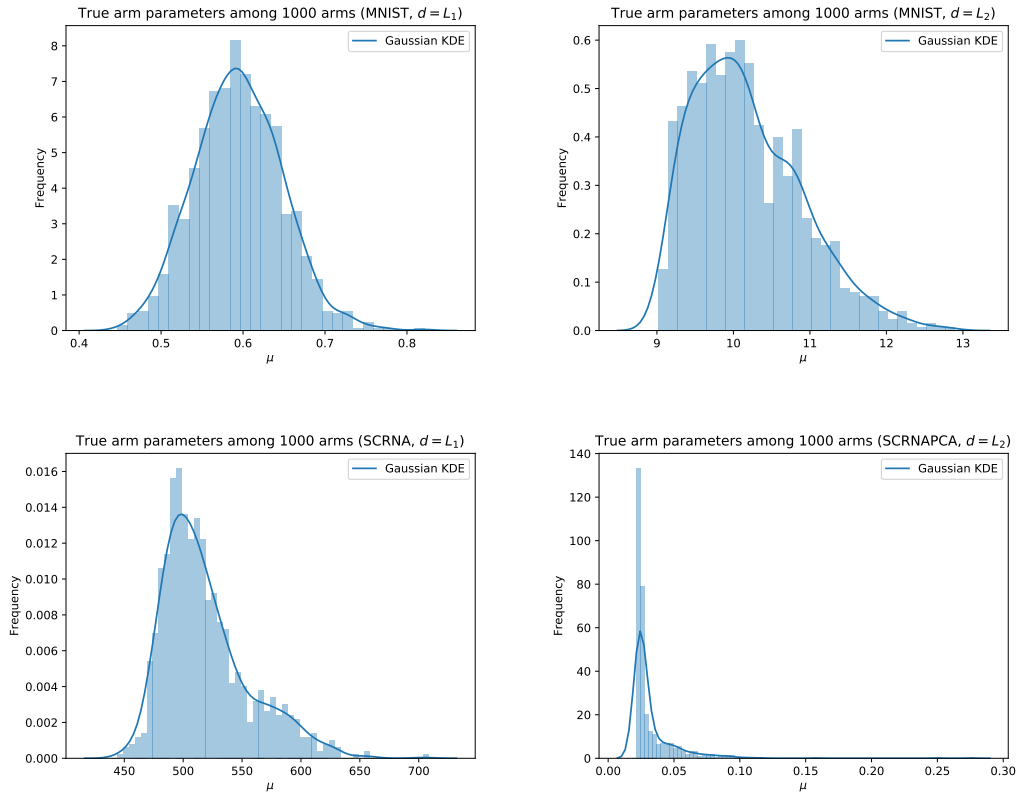 True arm parameters among 1000 arms (MNIST, d = L₁)
Gaussian KDE
Frequency
8
7
6
5
4
3
2
1
0
0.4 0.5 0.6 0.7 0.8
μ
True arm parameters among 1000 arms (MNIST, d = L₂)
Gaussian KDE
Frequency
0.6
0.5
0.4
0.3
0.2
0.1
0.0
9 10 11 12 13
μ
True arm parameters among 1000 arms (SCRNA, d = L₁)
Gaussian KDE
Frequency
0.016
0.014
0.012
0.010
0.008
0.006
0.004
0.002
0.000
450 500 550 600 650 700
μ
True arm parameters among 1000 arms (SCRNAPCA, d = L₂)
Gaussian KDE
Frequency
140
120
100
80
60
40
20
0
0.00 0.05 0.10 0.15 0.20 0.25 0.30
μ